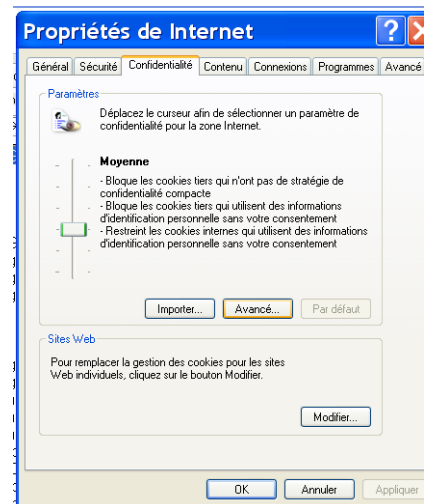 Propriétés de Internet
Général Sécurité Confidentialité Contenu Connexions Programmes Avancé
Paramètres
Déplacez le curseur afin de sélectionner un paramètre de
confidentialité pour la zone Internet.
Moyenne
- Bloque les cookies tiers qui n'ont pas de stratégie de
confidentialité compacte
- Bloque les cookies tiers qui utilisent des informations
d'identification personnelle sans votre consentement
- Restreint les cookies internes qui utilisent des informations
d'identification personnelle sans votre consentement
Importer... Avancé... Par défaut
Sites Web
Pour remplacer la gestion des cookies pour les sites
Web individuels, cliquez sur le bouton Modifier.
Modifier...
OK Annuler Appliquer